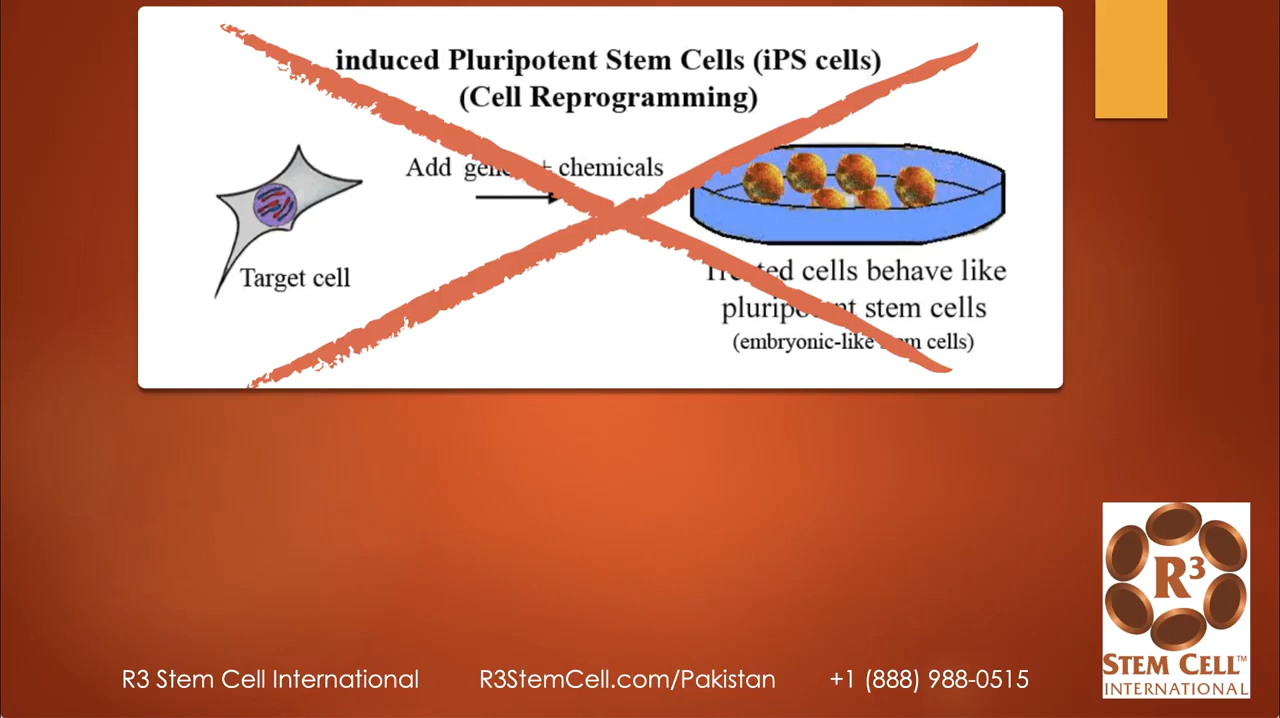 induced Pluripotent Stem Cells (iPS cells)
(Cell Reprogramming)
Add + chemicals
Target cell
cells behave like
stem cells
(embryonic-like cells)
R3 Stem Cell International R3StemCell.com/Pakistan +1 (888) 988-0515
R³
STEM CELL™
INTERNATIONAL